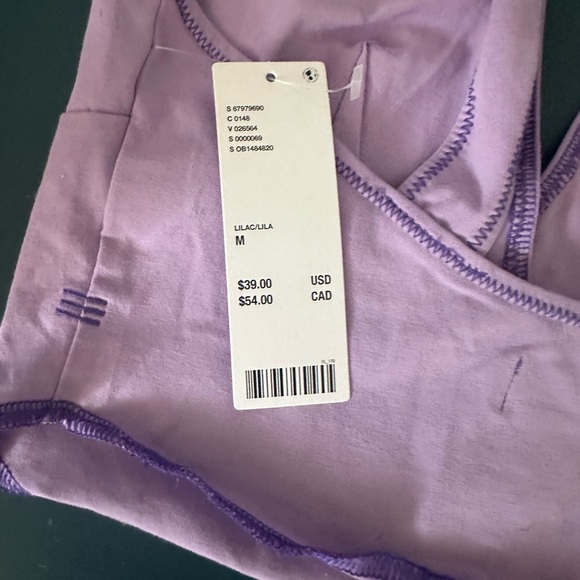 S 67979690
C 0148
V 026564
S 0000069
S OB1484820
LILAC/LILA
M
$39.00 USD
$54.00 CAD